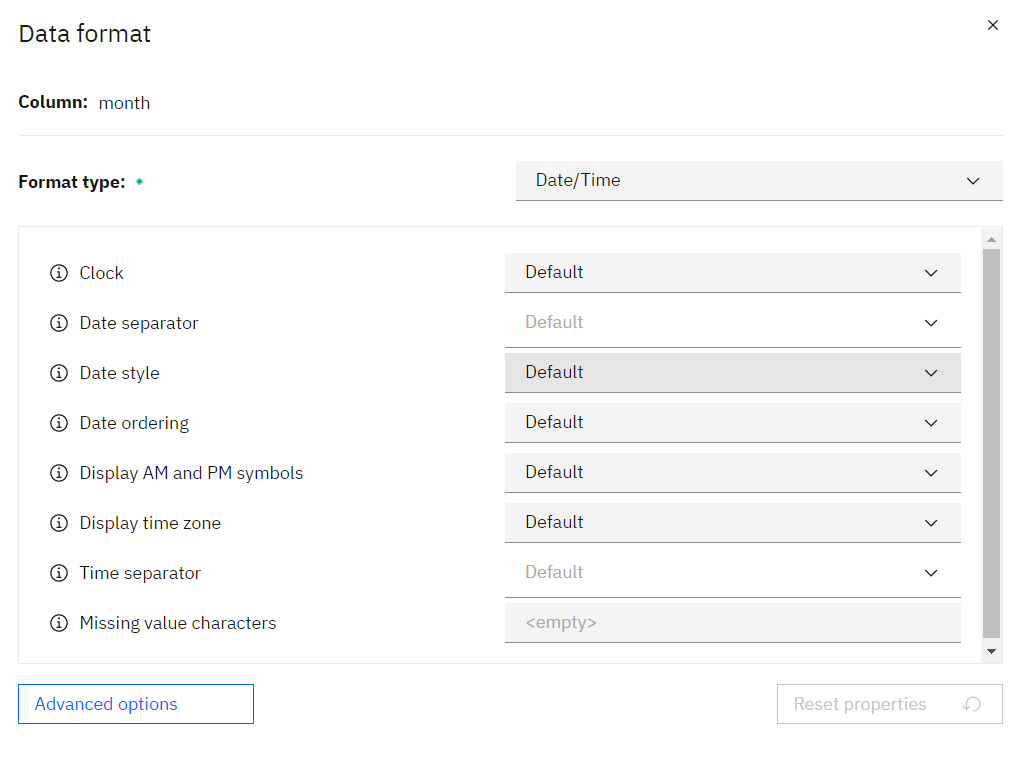 Data format
Column: month
Format type: Date/Time
Clock Default
Date separator Default
Date style Default
Date ordering Default
Display AM and PM symbols Default
Display time zone Default
Time separator Default
Missing value characters <empty>
Advanced options Reset properties